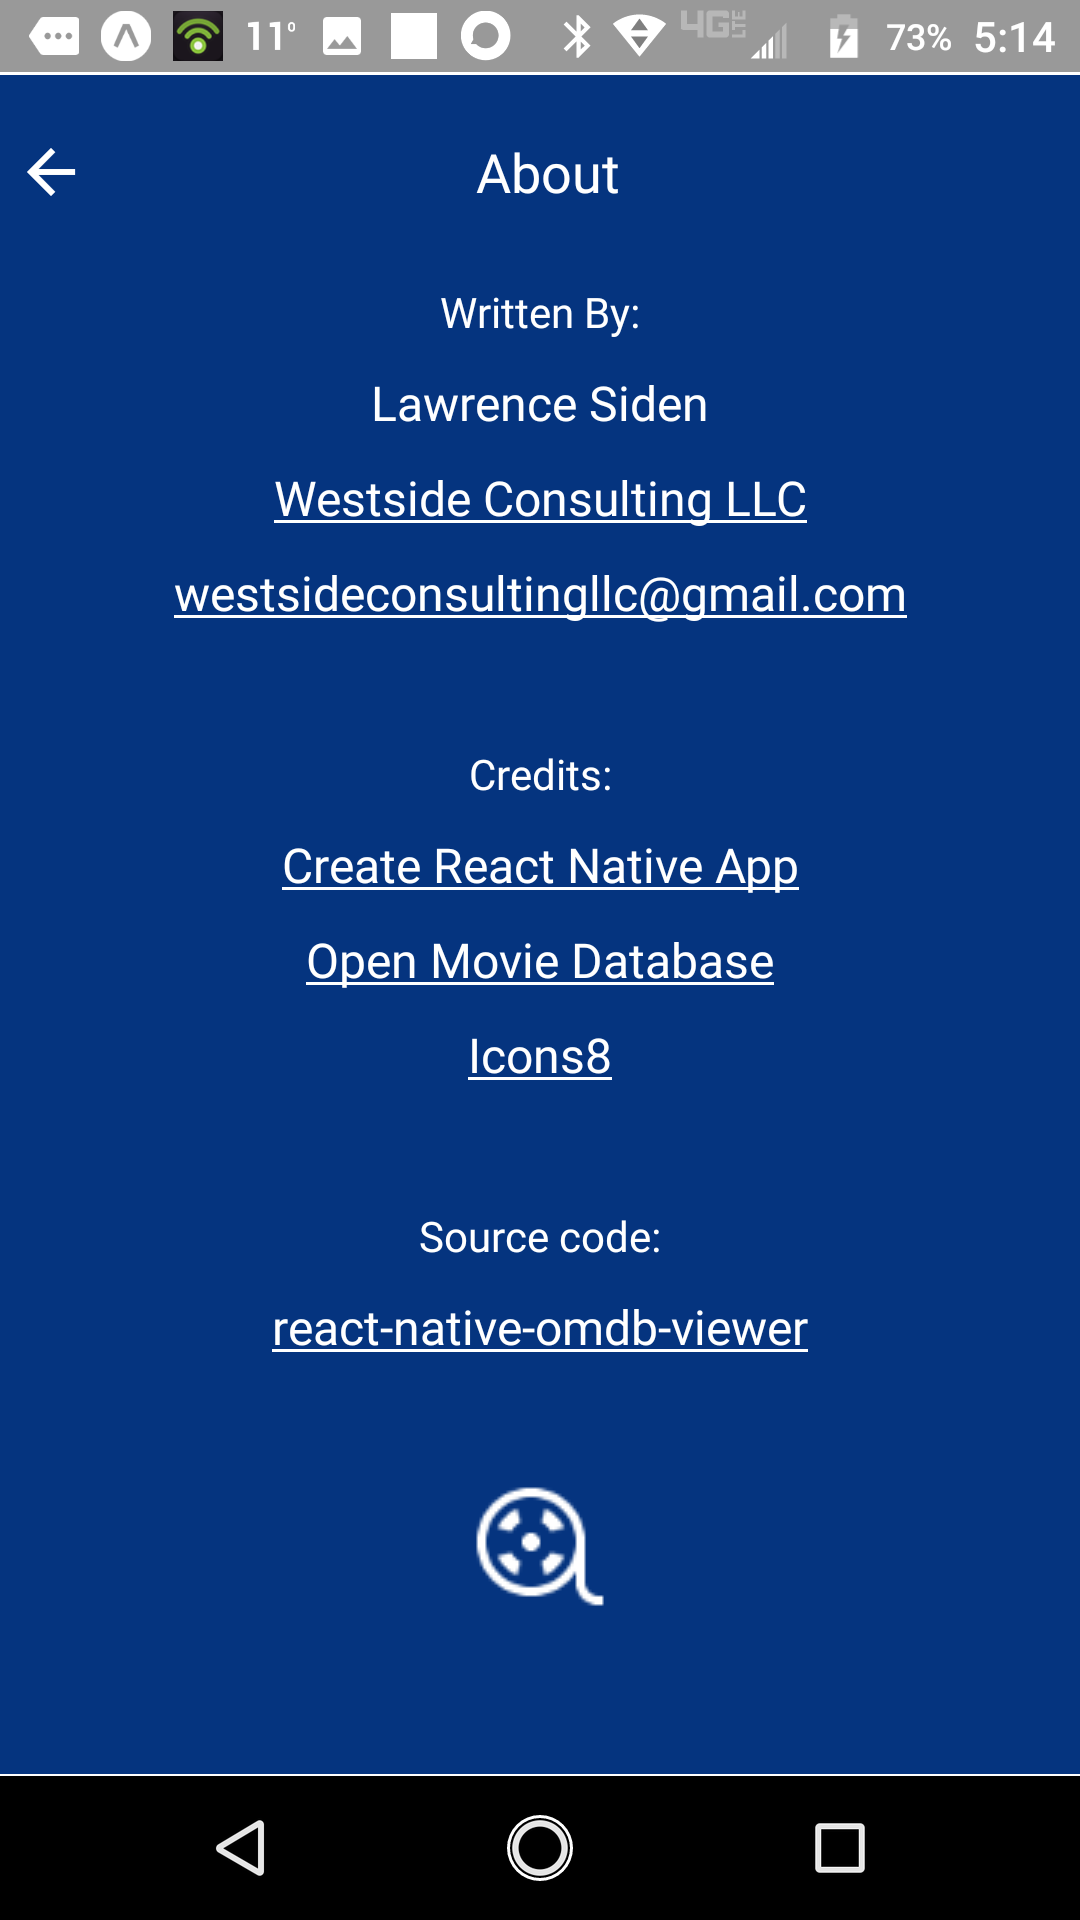 11° 4G LTE 73% 5:14
About
Written By:
Lawrence Siden
Westside Consulting LLC
westsideconsultingllc@gmail.com
Credits:
Create React Native App
Open Movie Database
Icons8
Source code:
react-native-omdb-viewer